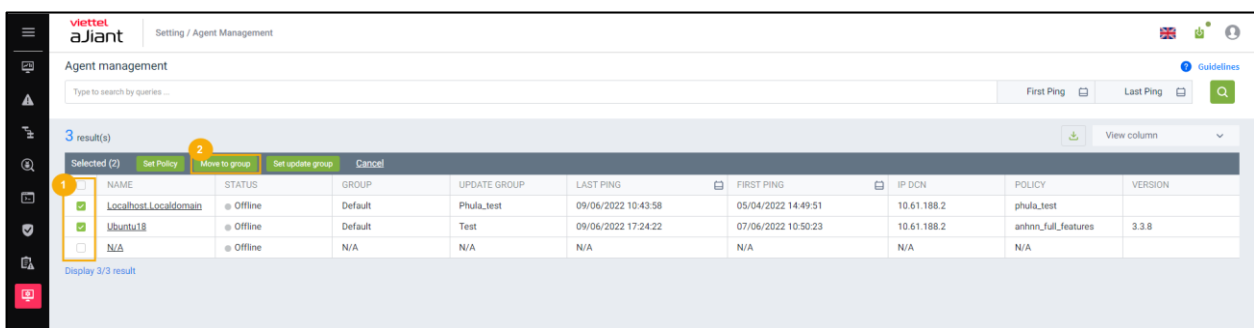 viettel
aJiant
Setting / Agent Management
Agent management
? Guidelines
Type to search by queries ...
First Ping
Last Ping
3 result(s)
View column
2
Selected (2) Set Policy Move to group Set update group Cancel
1
NAME STATUS GROUP UPDATE GROUP LAST PING FIRST PING IP DCN POLICY VERSION
Localhost.Localdomain Offline Default Phula_test 09/06/2022 10:43:58 05/04/2022 14:49:51 10.61.188.2 phula_test
Ubuntu18 Offline Default Test 09/06/2022 17:24:22 07/06/2022 10:50:23 10.61.188.2 anhnn_full_features 3.3.8
N/A Offline N/A N/A N/A N/A N/A N/A
Display 3/3 result